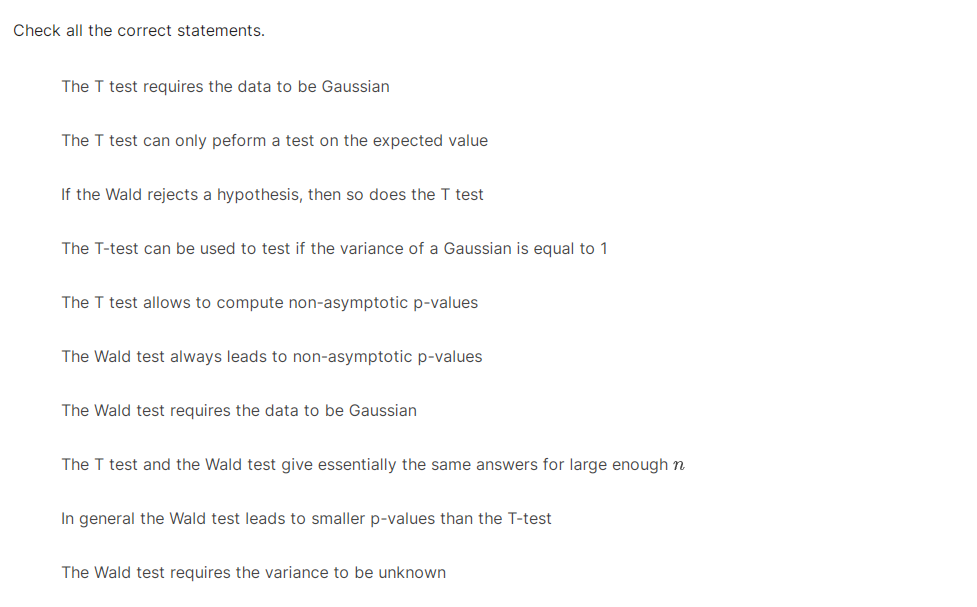 Check all the correct statements.
The T test requires the data to be Gaussian
The T test can only peform a test on the expected value
If the Wald rejects a hypothesis, then so does the T test
The T-test can be used to test if the variance of a Gaussian is equal to 1
The T test allows to compute non-asymptotic p-values
The Wald test always leads to non-asymptotic p-values
The Wald test requires the data to be Gaussian
The T test and the Wald test give essentially the same answers for large enough n
In general the Wald test leads to smaller p-values than the T-test
The Wald test requires the variance to be unknown